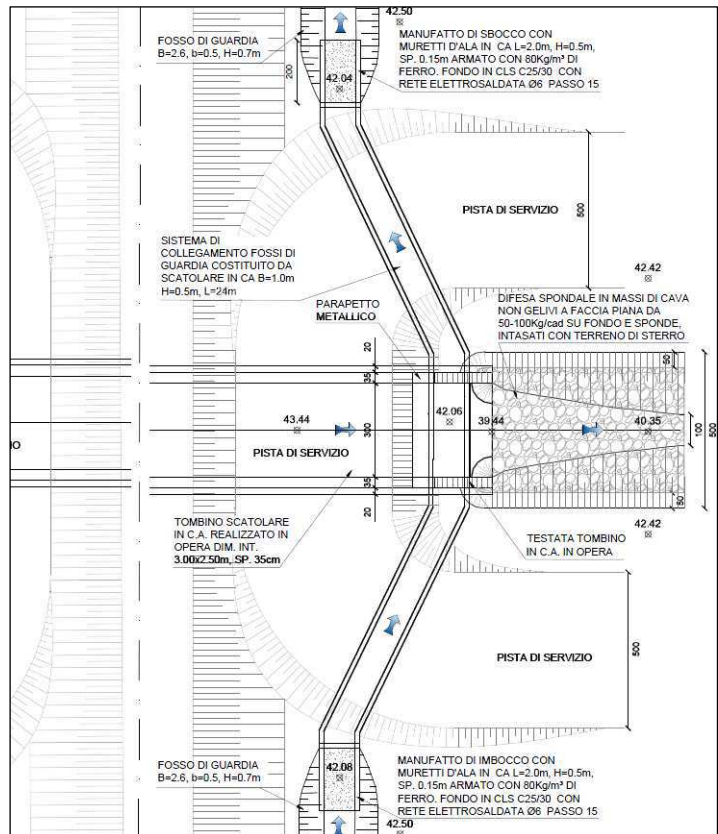 42.50
FOSSO DI GUARDIA
B=2.6, b=0.5, H=0.7m
MANUFATTO DI SBOCCO CON
MURETTI D'ALA IN CA L=2.0m, H=0.5m,
SP. 0.15m ARMATO CON 80Kg/m³ DI
FERRO. FONDO IN CLS C25/30 CON
RETE ELETTROSALDATA Ø6 PASSO 15
200
42.04
PISTA DI SERVIZIO
500
SISTEMA DI
COLLEGAMENTO FOSSI DI
GUARDIA COSTITUITO DA
SCATOLARE IN CA B=1.0m
H=0.5m, L=24m
42.42
PARAPETTO
METALLICO
DIFESA SPONDALE IN MASSI DI CAVA
NON GELIVI A FACCIA PIANA DA
50-100Kg/cad SU FONDO E SPONDE,
INTASATI CON TERRENO DI STERRO
20
35
50
43.44
300
42.06
39.44
40.35
100
500
IO
PISTA DI SERVIZIO
35
20
50
TOMBINO SCATOLARE
IN C.A. REALIZZATO IN
OPERA DIM. INT.
3.00x2.50m, SP. 35cm
TESTATA TOMBINO
IN C.A. IN OPERA
42.42
PISTA DI SERVIZIO
500
FOSSO DI GUARDIA
B=2.6, b=0.5, H=0.7m
42.08
MANUFATTO DI IMBOCCO CON
MURETTI D'ALA IN CA L=2.0m, H=0.5m,
SP. 0.15m ARMATO CON 80Kg/m³ DI
FERRO. FONDO IN CLS C25/30 CON
RETE ELETTROSALDATA Ø6 PASSO 15
42.50